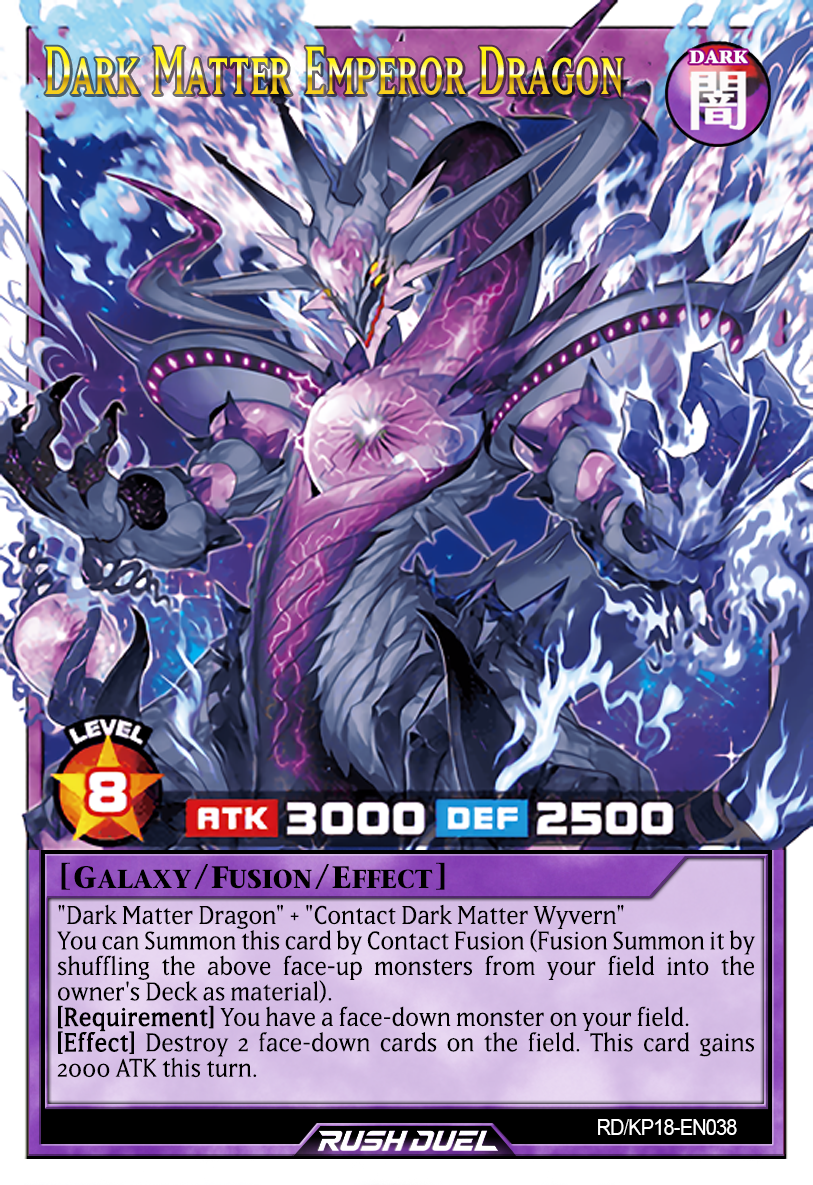 DARK MATTER EMPEROR DRAGON
DARK
闇
LEVEL
8
ATK 3000 DEF 2500
[GALAXY/FUSION/EFFECT]
"Dark Matter Dragon" + "Contact Dark Matter Wyvern"
You can Summon this card by Contact Fusion (Fusion Summon it by
shuffling the above face-up monsters from your field into the
owner's Deck as material).
[Requirement] You have a face-down monster on your field.
[Effect] Destroy 2 face-down cards on the field. This card gains
2000 ATK this turn.
RD/KP18-EN038
RUSH DUEL